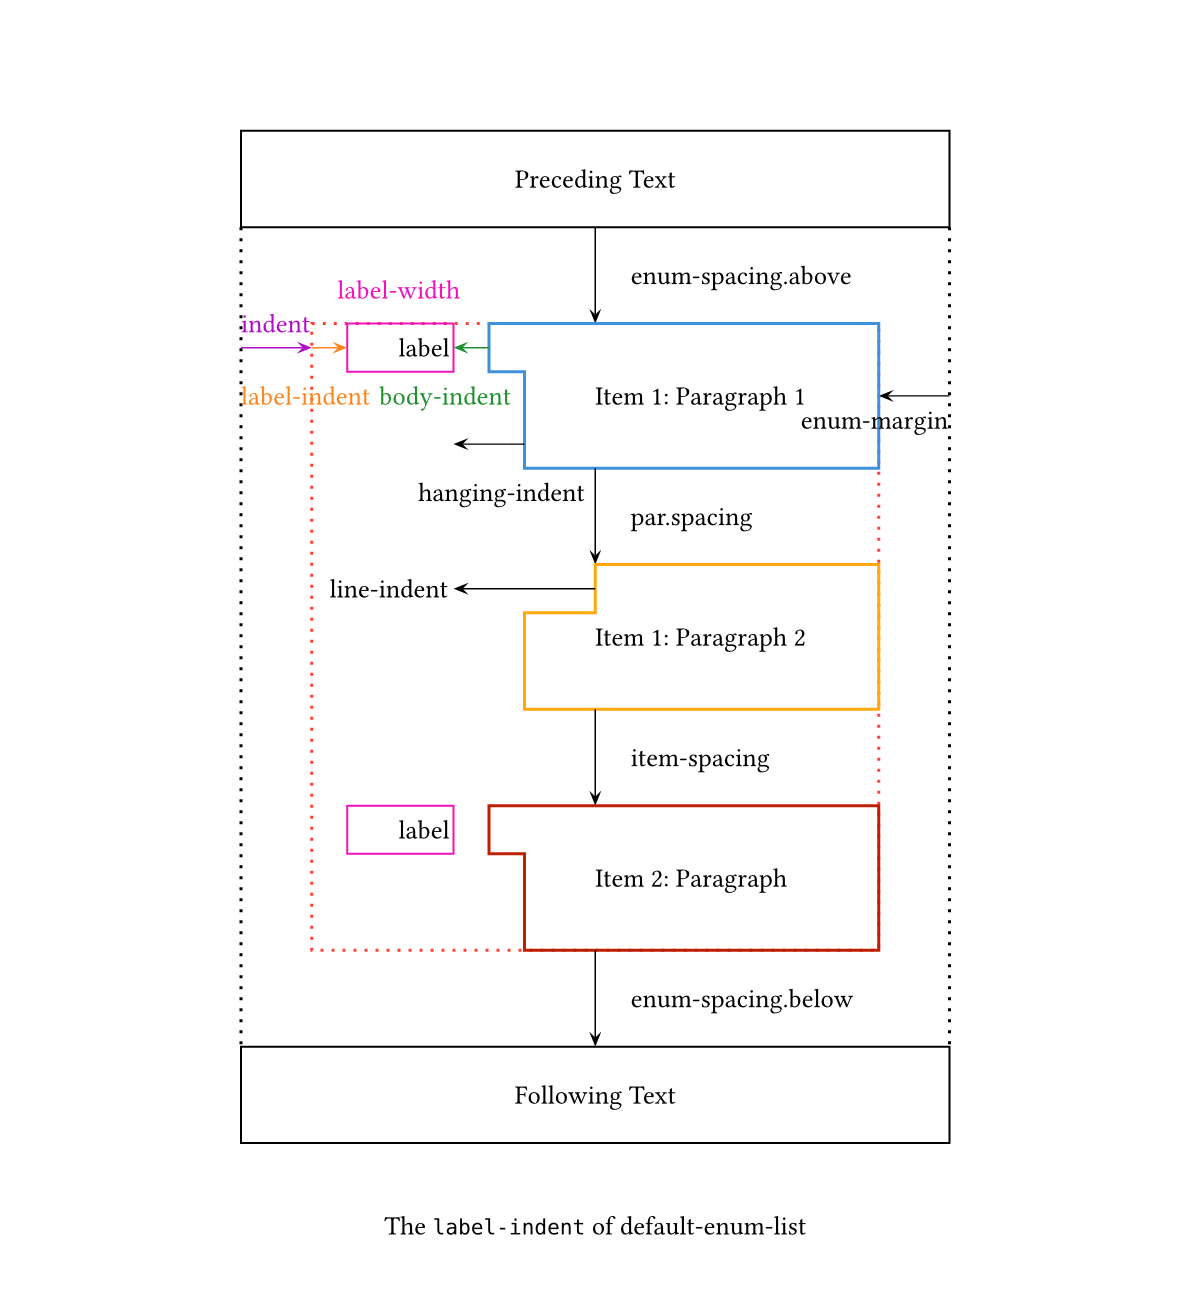 Preceding Text
enum-spacing.above
label-width
indent
label
label-indent
body-indent
Item 1: Paragraph 1
enum-margin
hanging-indent
par.spacing
line-indent
Item 1: Paragraph 2
item-spacing
label
Item 2: Paragraph
enum-spacing.below
Following Text
The label-indent of default-enum-list